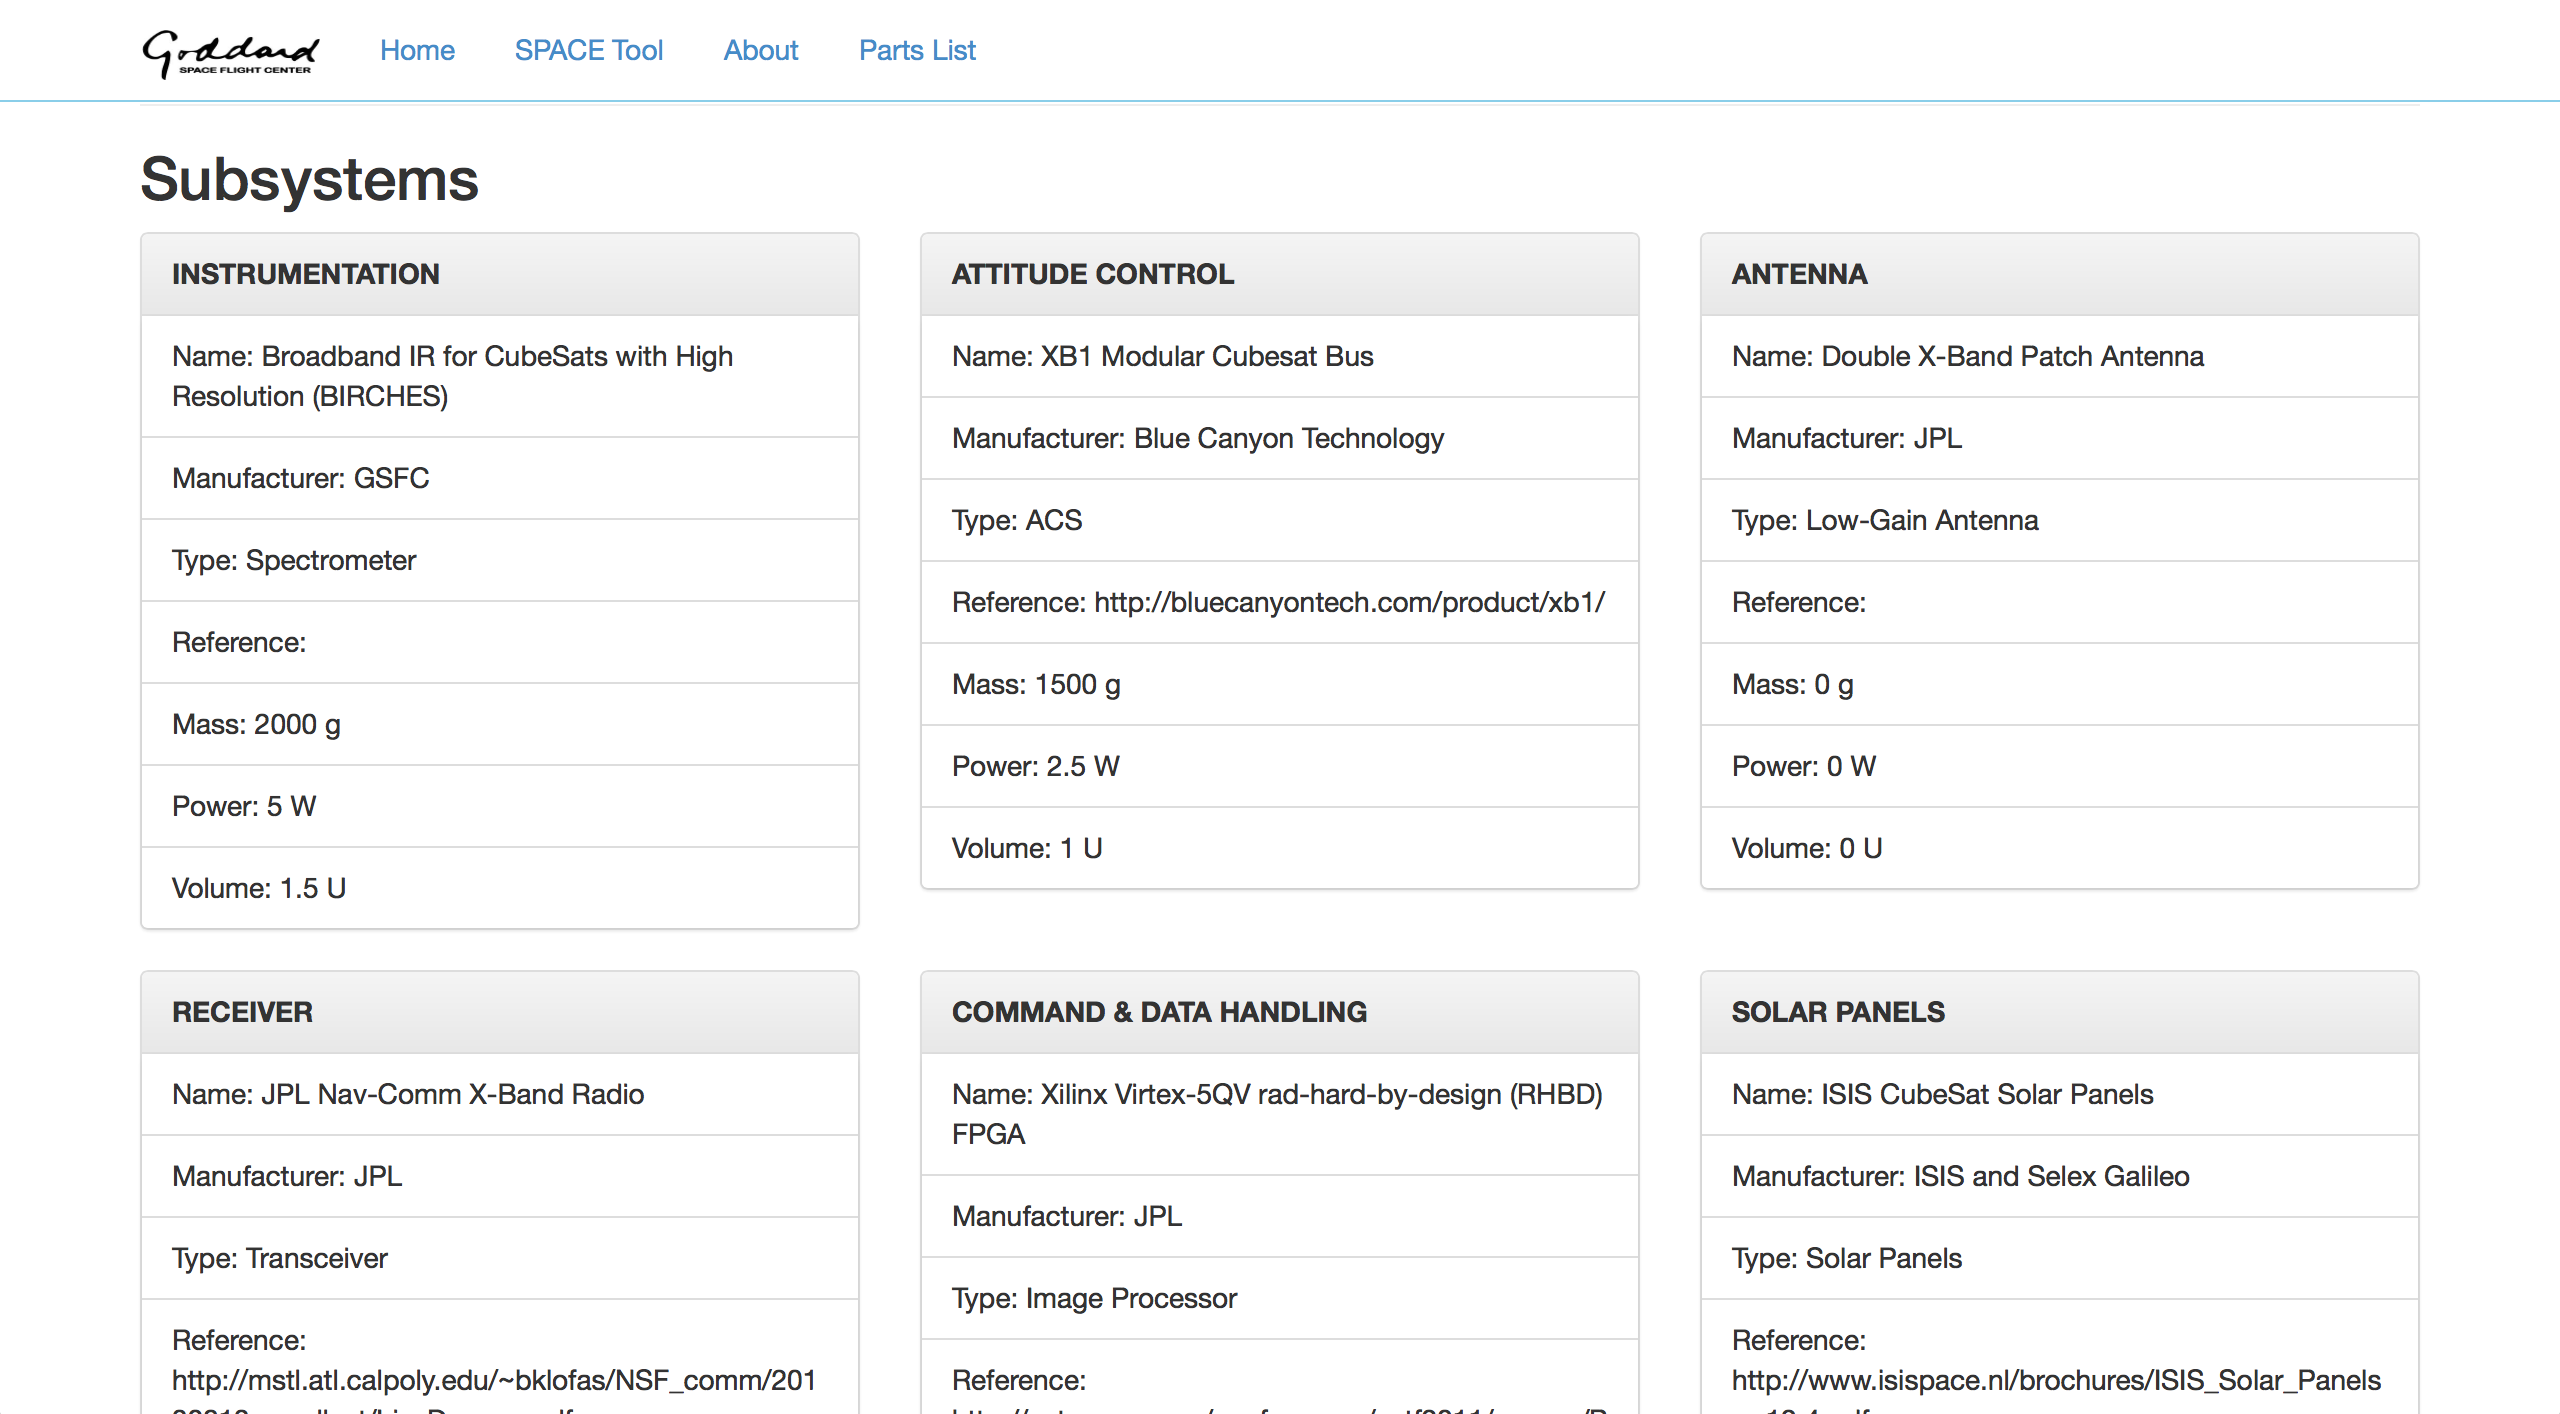 Goddard
SPACE FLIGHT CENTER
Home
SPACE Tool
About
Parts List
Subsystems
INSTRUMENTATION
Name: Broadband IR for CubeSats with High
Resolution (BIRCHES)
Manufacturer: GSFC
Type: Spectrometer
Reference:
Mass: 2000 g
Power: 5 W
Volume: 1.5 U
ATTITUDE CONTROL
Name: XB1 Modular Cubesat Bus
Manufacturer: Blue Canyon Technology
Type: ACS
Reference: http://bluecanyontech.com/product/xb1/
Mass: 1500 g
Power: 2.5 W
Volume: 1 U
ANTENNA
Name: Double X-Band Patch Antenna
Manufacturer: JPL
Type: Low-Gain Antenna
Reference:
Mass: 0 g
Power: 0 W
Volume: 0 U
RECEIVER
Name: JPL Nav-Comm X-Band Radio
Manufacturer: JPL
Type: Transceiver
Reference:
http://mstl.atl.calpoly.edu/~bklofas/NSF_comm/201
COMMAND & DATA HANDLING
Name: Xilinx Virtex-5QV rad-hard-by-design (RHBD)
FPGA
Manufacturer: JPL
Type: Image Processor
Reference:
SOLAR PANELS
Name: ISIS CubeSat Solar Panels
Manufacturer: ISIS and Selex Galileo
Type: Solar Panels
Reference:
http://www.isispace.nl/brochures/ISIS_Solar_Panels